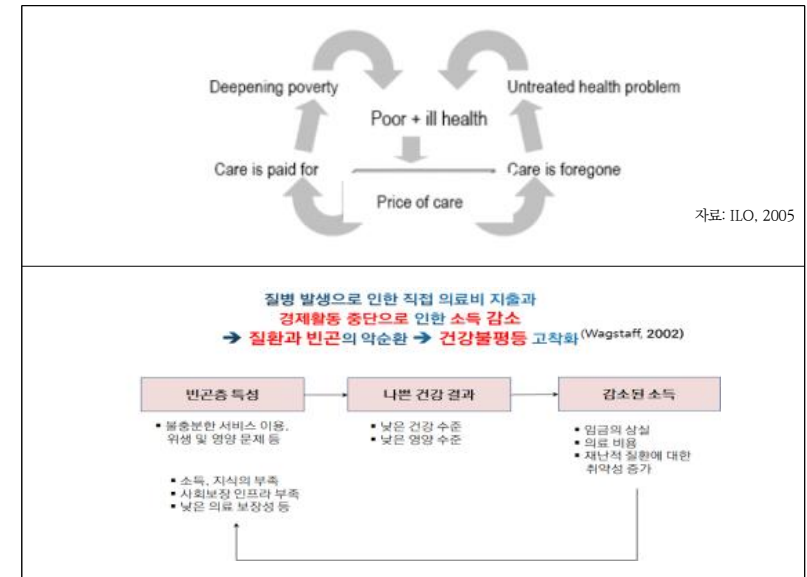 Deepening poverty
Untreated health problem
Poor + ill health
Care is paid for
Care is foregone
Price of care
자료: ILO, 2005
질병 발생으로 인한 직접 의료비 지출과
경제활동 중단으로 인한 소득 감소
➔ 질환과 빈곤의 악순환 ➔ 건강불평등 고착화(Wagstaff, 2002)
빈곤층 특성
나쁜 건강 결과
감소된 소득
▪ 불충분한 서비스 이용,
위생 및 영양 문제 등
▪ 소득, 지식의 부족
▪ 사회보장 인프라 부족
▪ 낮은 의료 보장성 등
▪ 낮은 건강 수준
▪ 낮은 영양 수준
▪ 임금의 상실
▪ 의료 비용
▪ 재난적 질환에 대한
취약성 증가